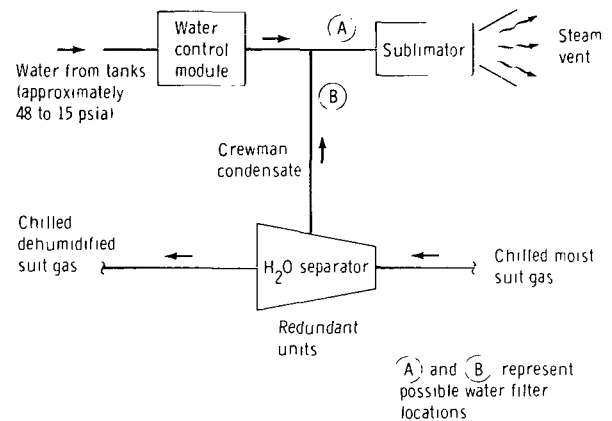 Water
control
module
A
Sublimator
Steam
vent
Water from tanks
(approximately
48 to 15 psia)
B
Crewman
condensate
Chilled
dehumidified
suit gas
H2O separator
Chilled moist
suit gas
Redundant
units
A and B represent
possible water filter
locations